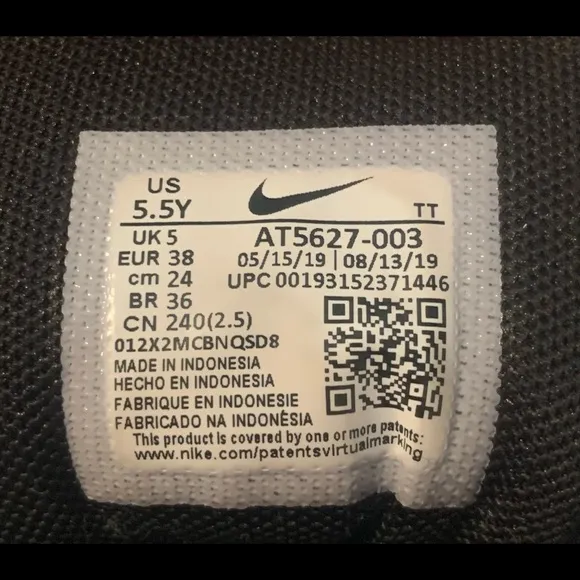 US
5.5Y
TT
UK 5
EUR 38
cm 24
BR 36
CN 240(2.5)
AT5627-003
05/15/19 | 08/13/19
UPC 00193152371446
012X2MCBNQSD8
MADE IN INDONESIA
HECHO EN INDONESIA
FABRIQUE EN INDONESIE
FABRICADO NA INDONÉSIA
This product is covered by one or more patents:
www.nike.com/patentsvirtualmarking